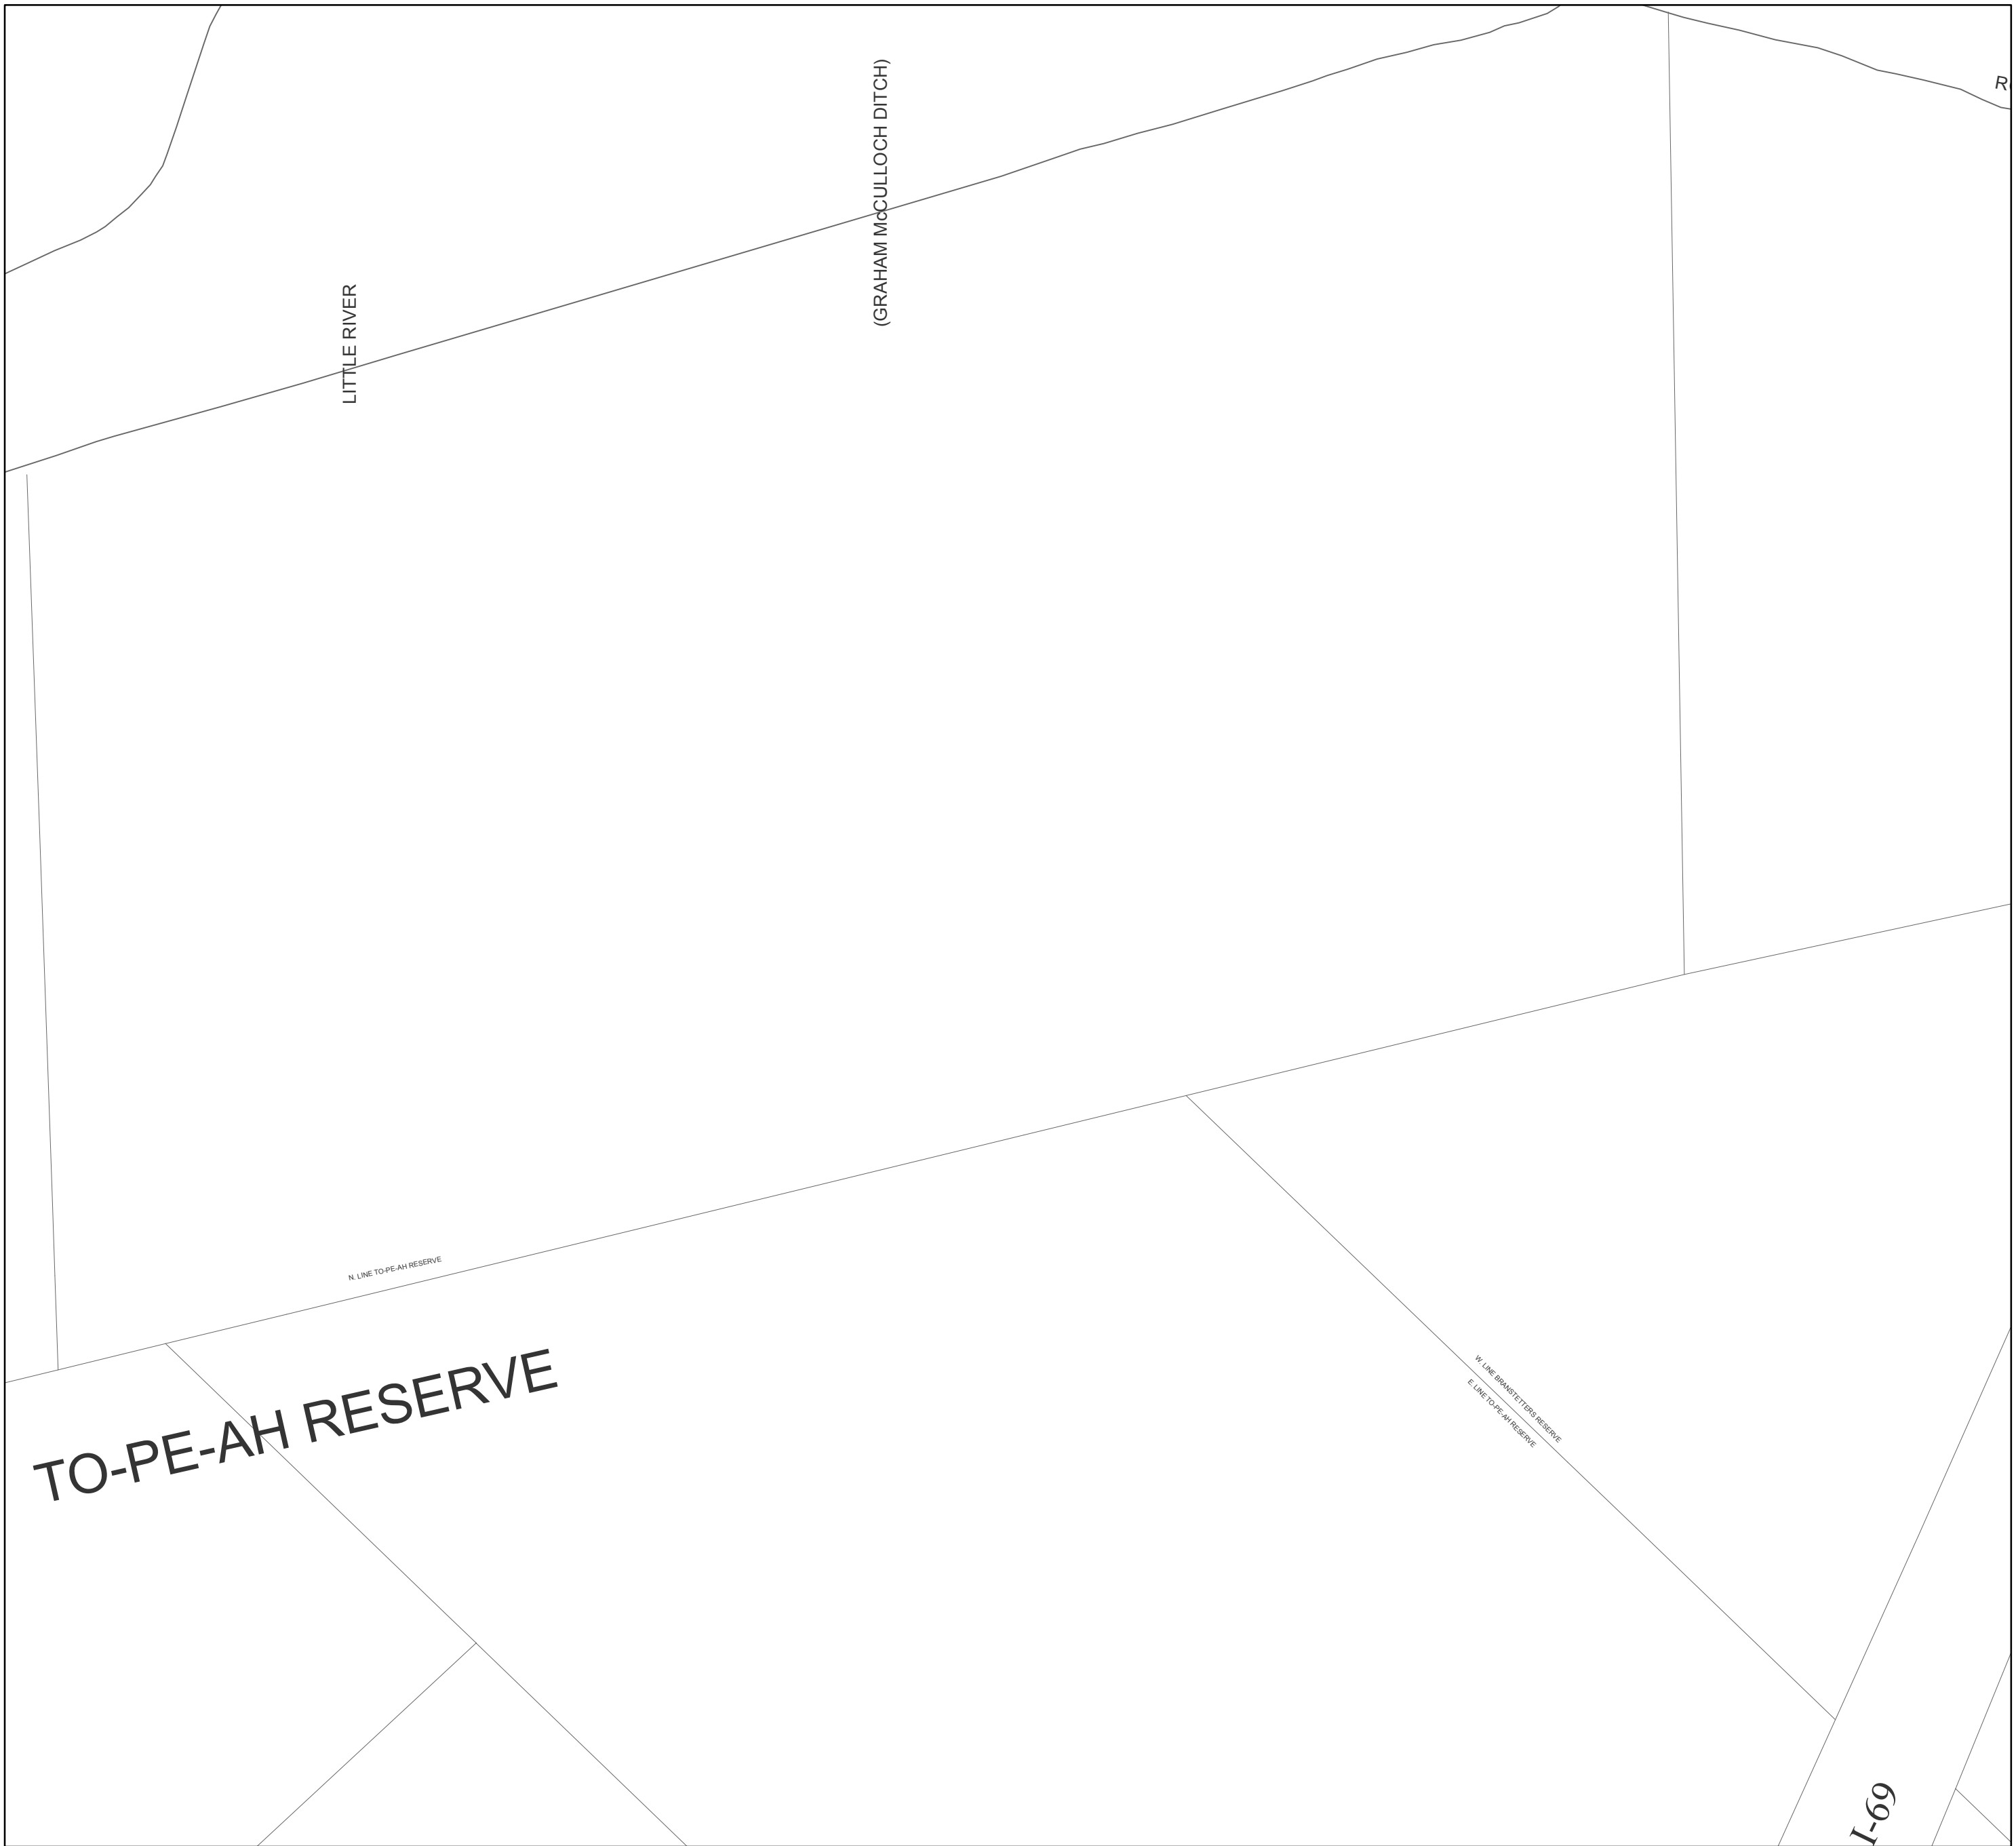 R
(GRAHAM McCULLOCH DITCH)
LITTLE RIVER
N. LINE TO-PE-AH RESERVE
TO-PE-AH RESERVE
W. LINE BRANSTETTERS RESERVE
E. LINE TO-PE-AH RESERVE
I-69